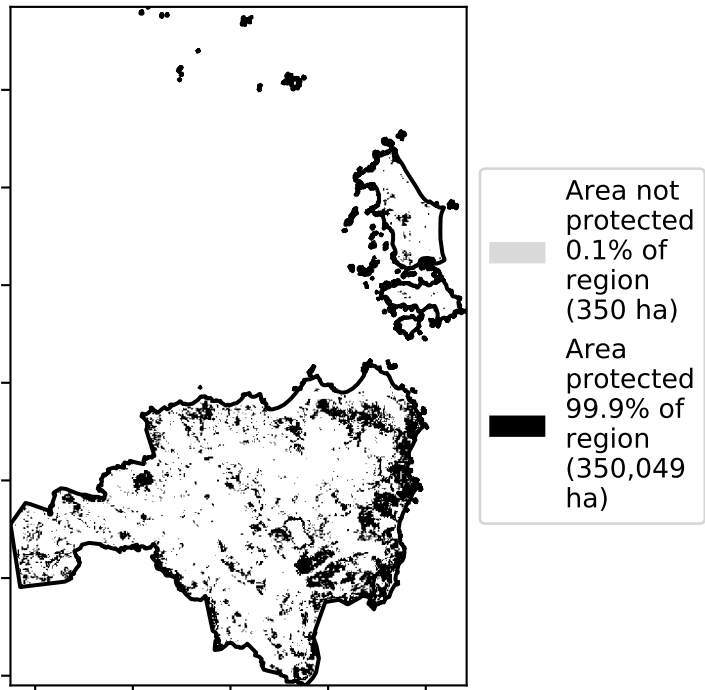 Area not
protected
0.1% of
region
(350 ha)
Area
protected
99.9% of
region
(350,049
ha)